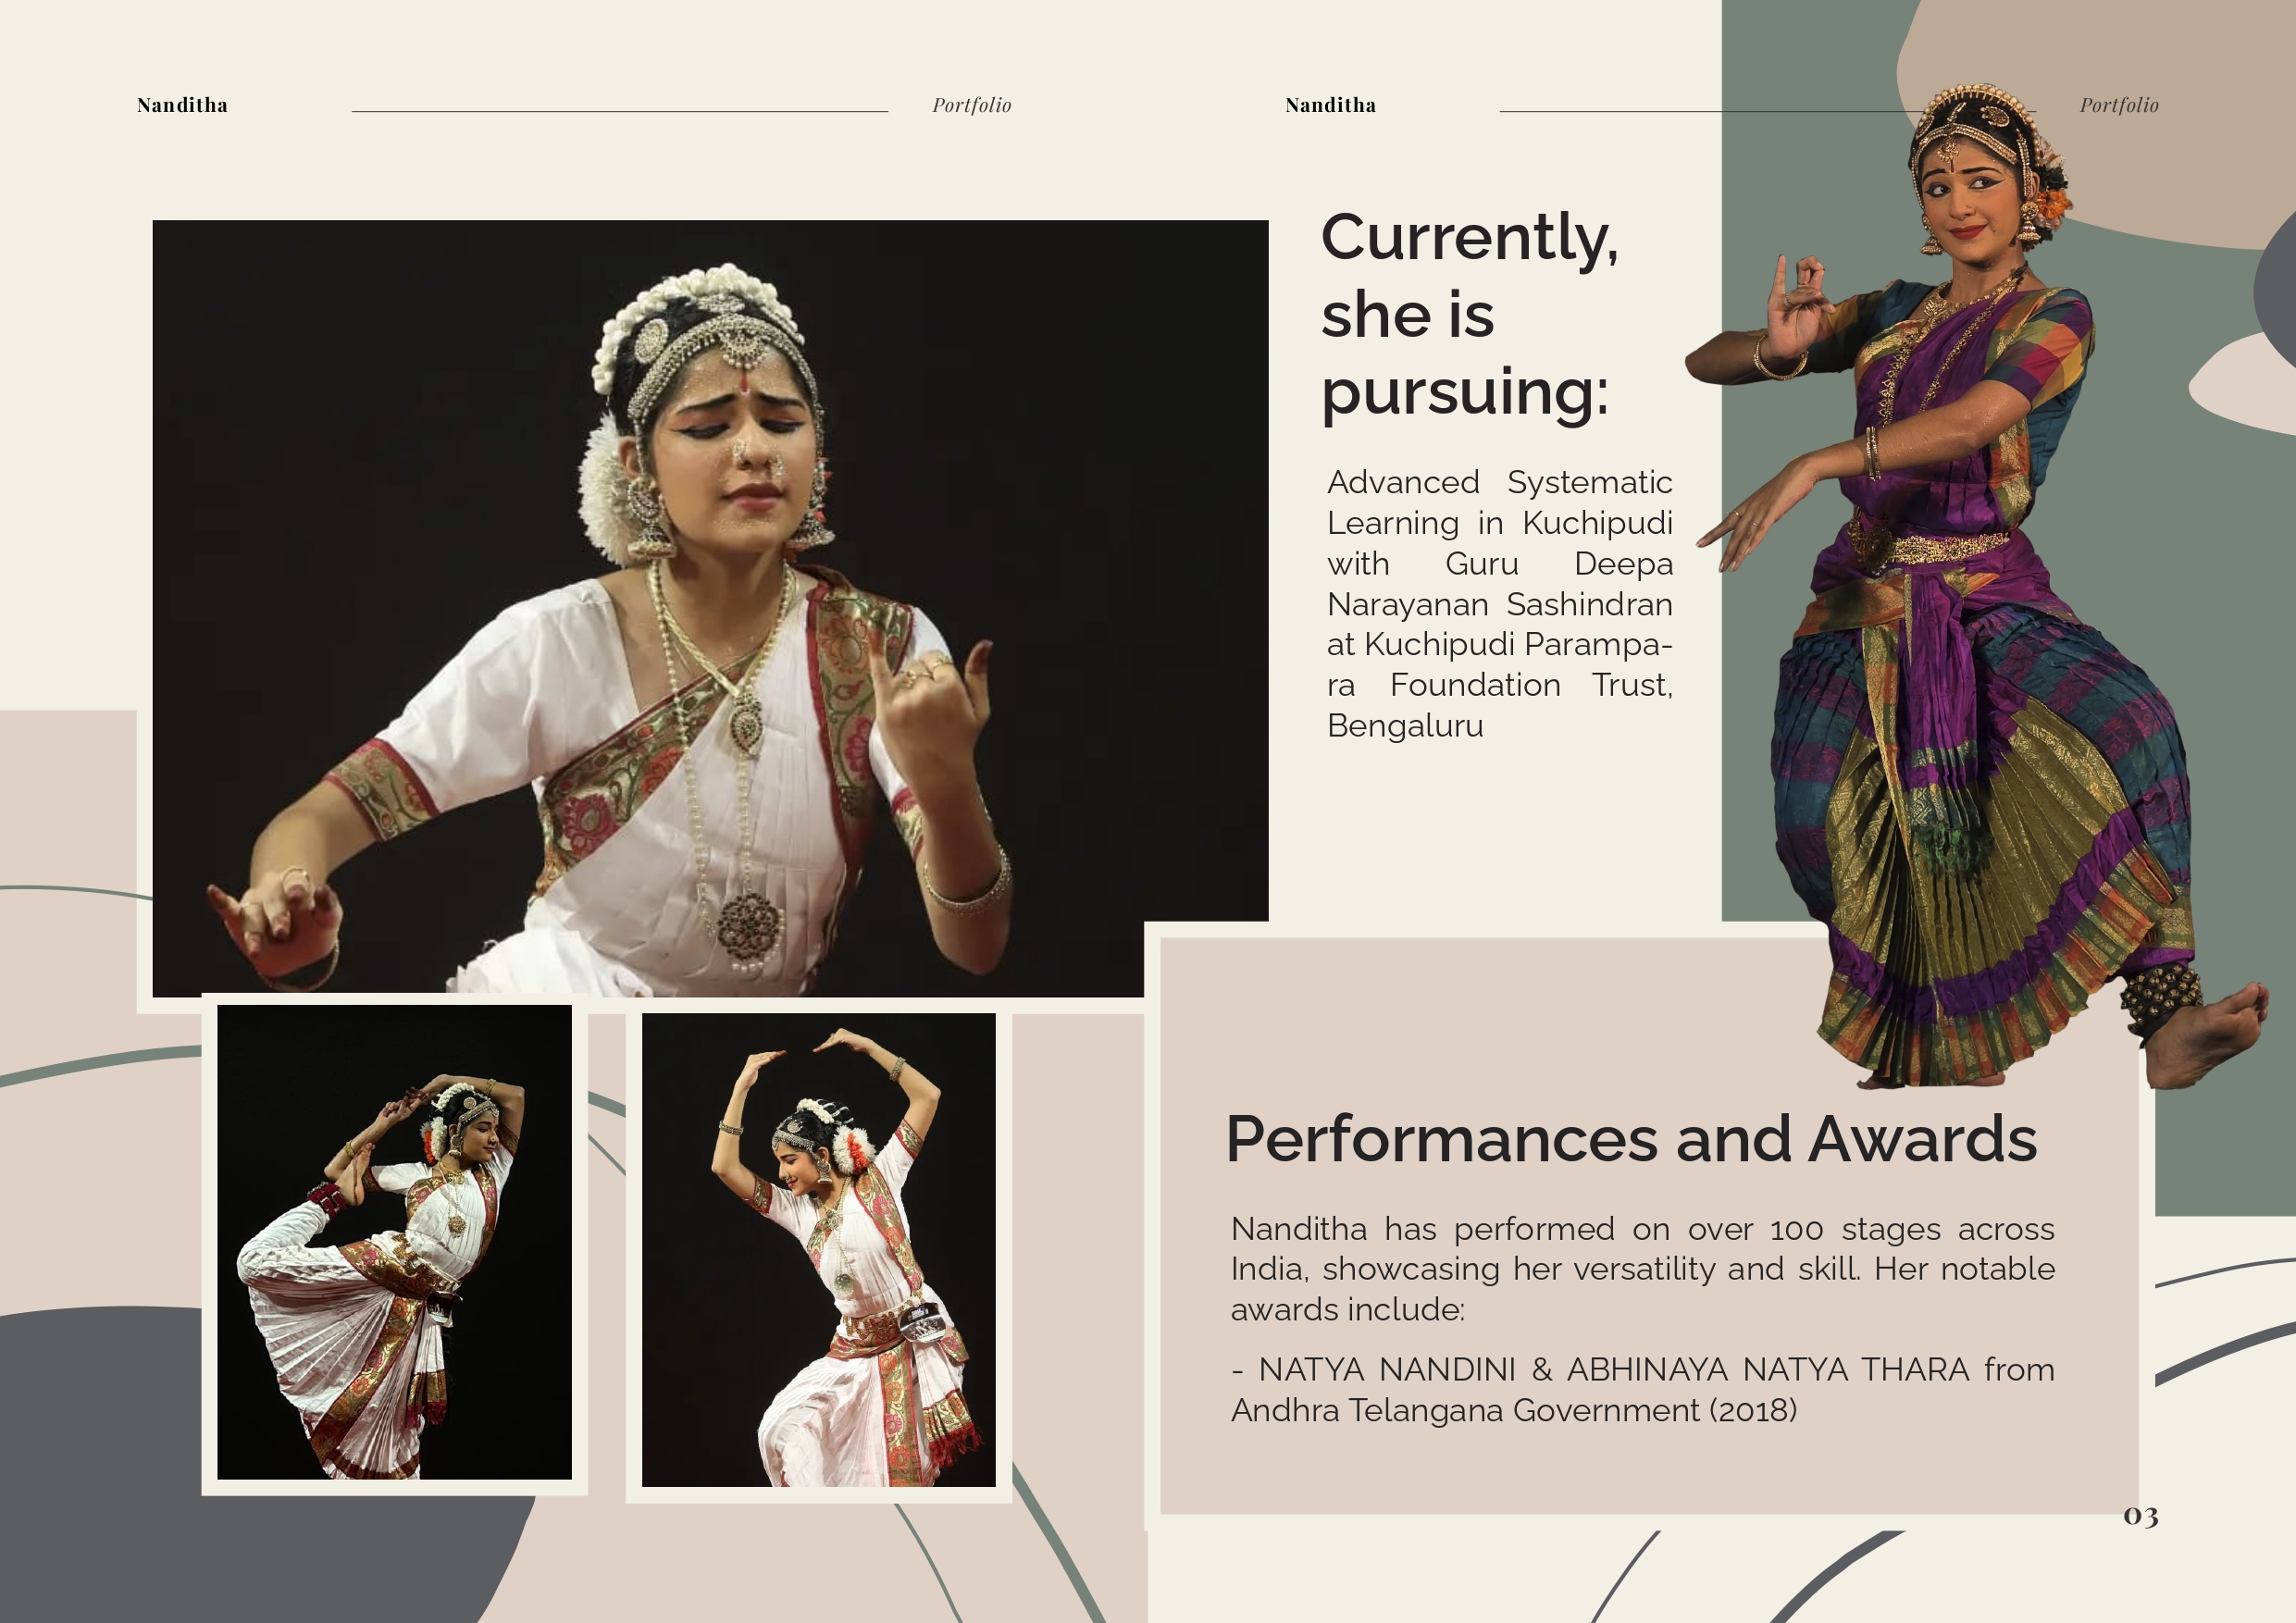 Nanditha
Portfolio
Nanditha
Portfolio
Currently,
she is
pursuing:
Advanced Systematic
Learning in Kuchipudi
with Guru Deepa
Narayanan Sashindran
at Kuchipudi Parampa-
ra Foundation Trust,
Bengaluru
Performances and Awards
Nanditha has performed on over 100 stages across
India, showcasing her versatility and skill. Her notable
awards include:
- NATYA NANDINI & ABHINAYA NATYA THARA from
Andhra Telangana Government (2018)
03